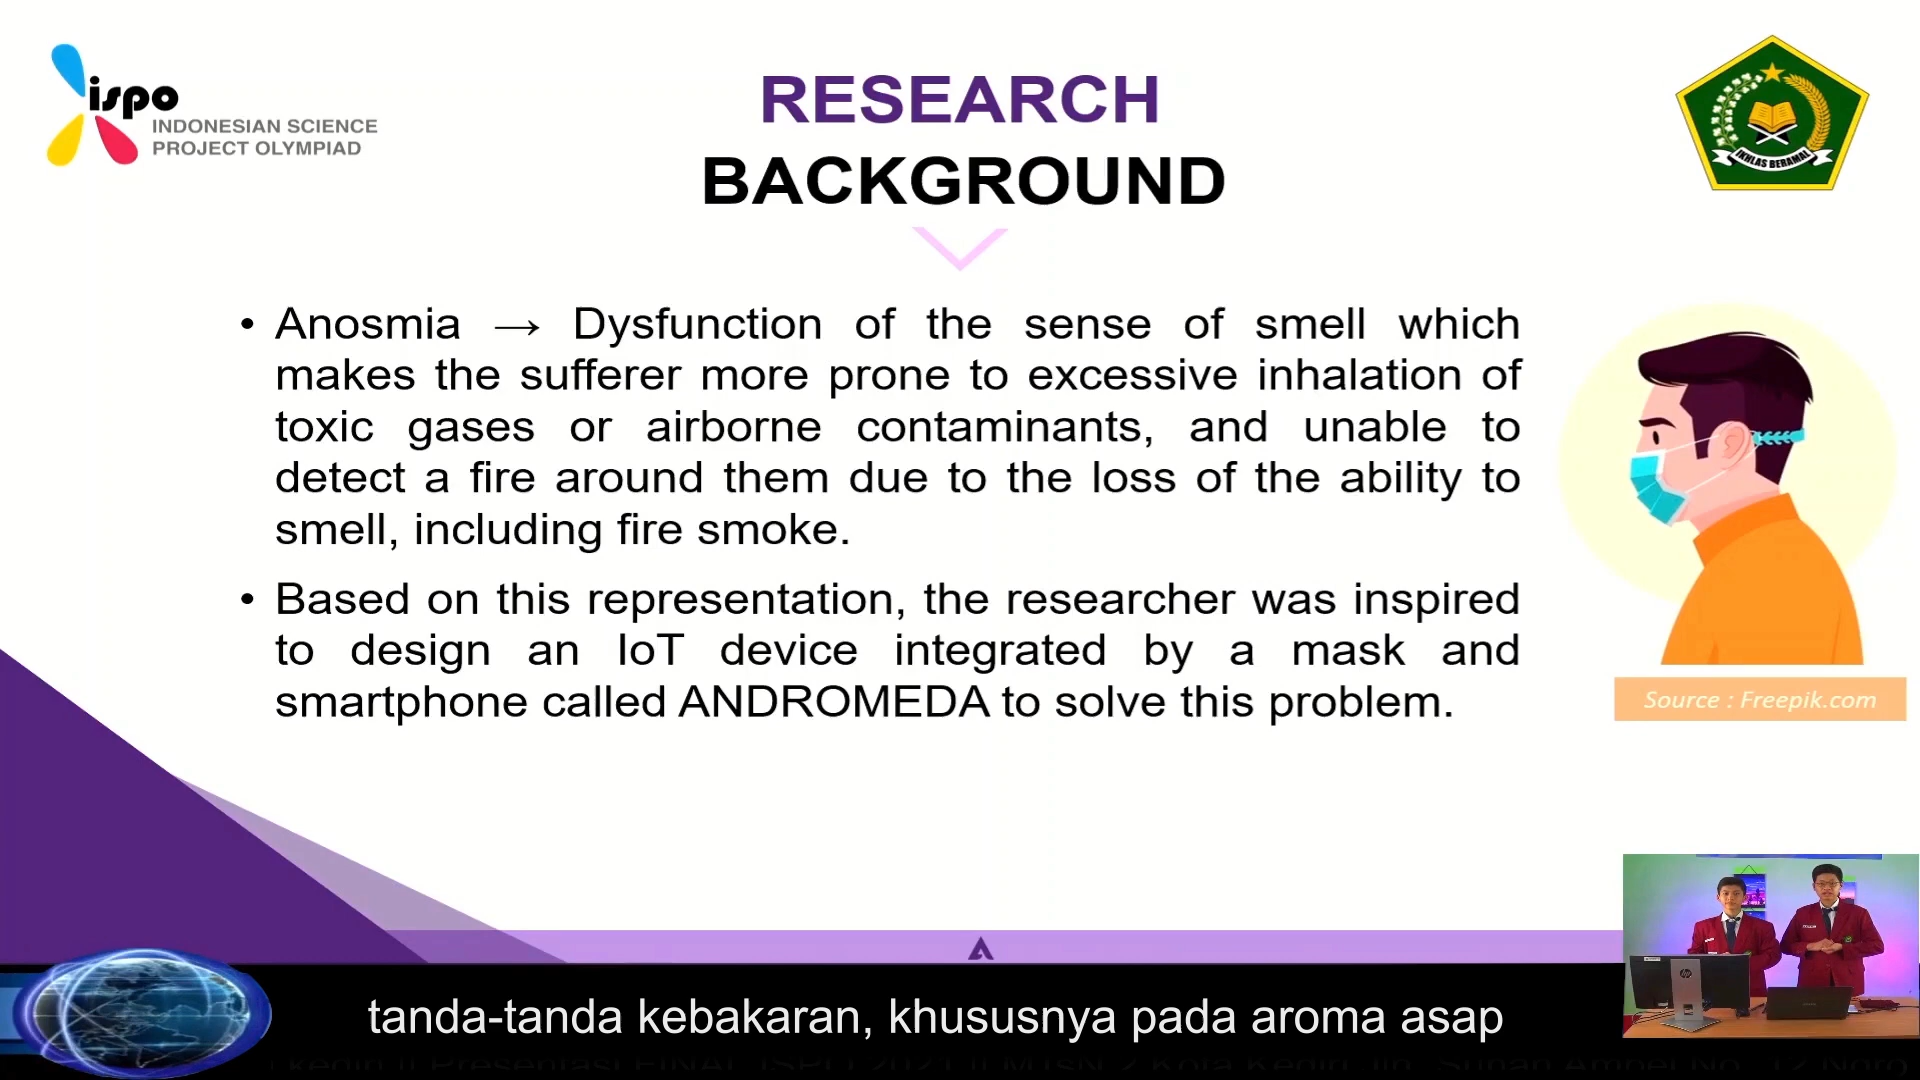 ispo
INDONESIAN SCIENCE
PROJECT OLYMPIAD
RESEARCH
BACKGROUND
IKHLAS BERAMAL
• Anosmia → Dysfunction of the sense of smell which
makes the sufferer more prone to excessive inhalation of
toxic gases or airborne contaminants, and unable to
detect a fire around them due to the loss of the ability to
smell, including fire smoke.
• Based on this representation, the researcher was inspired
to design an IoT device integrated by a mask and
smartphone called ANDROMEDA to solve this problem.
Source : Freepik.com
hp
tanda-tanda kebakaran, khususnya pada aroma asap